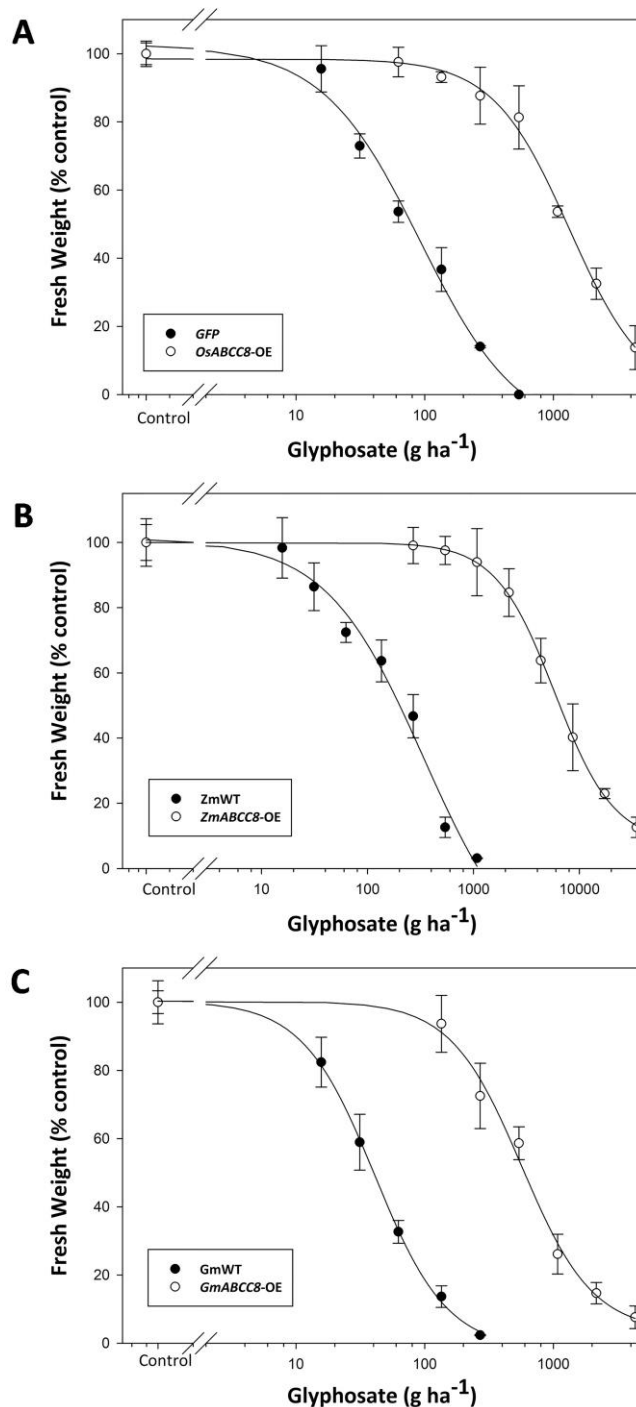 A
Fresh Weight (% control)
100
80
60
40
20
0
GFP
OsABCC8-OE
Control
10
100
1000
Glyphosate (g ha⁻¹)
B
Fresh Weight (% control)
100
80
60
40
20
0
ZmWT
ZmABCC8-OE
Control
10
100
1000
10000
Glyphosate (g ha⁻¹)
C
Fresh Weight (% control)
100
80
60
40
20
0
GmWT
GmABCC8-OE
Control
10
100
1000
Glyphosate (g ha⁻¹)